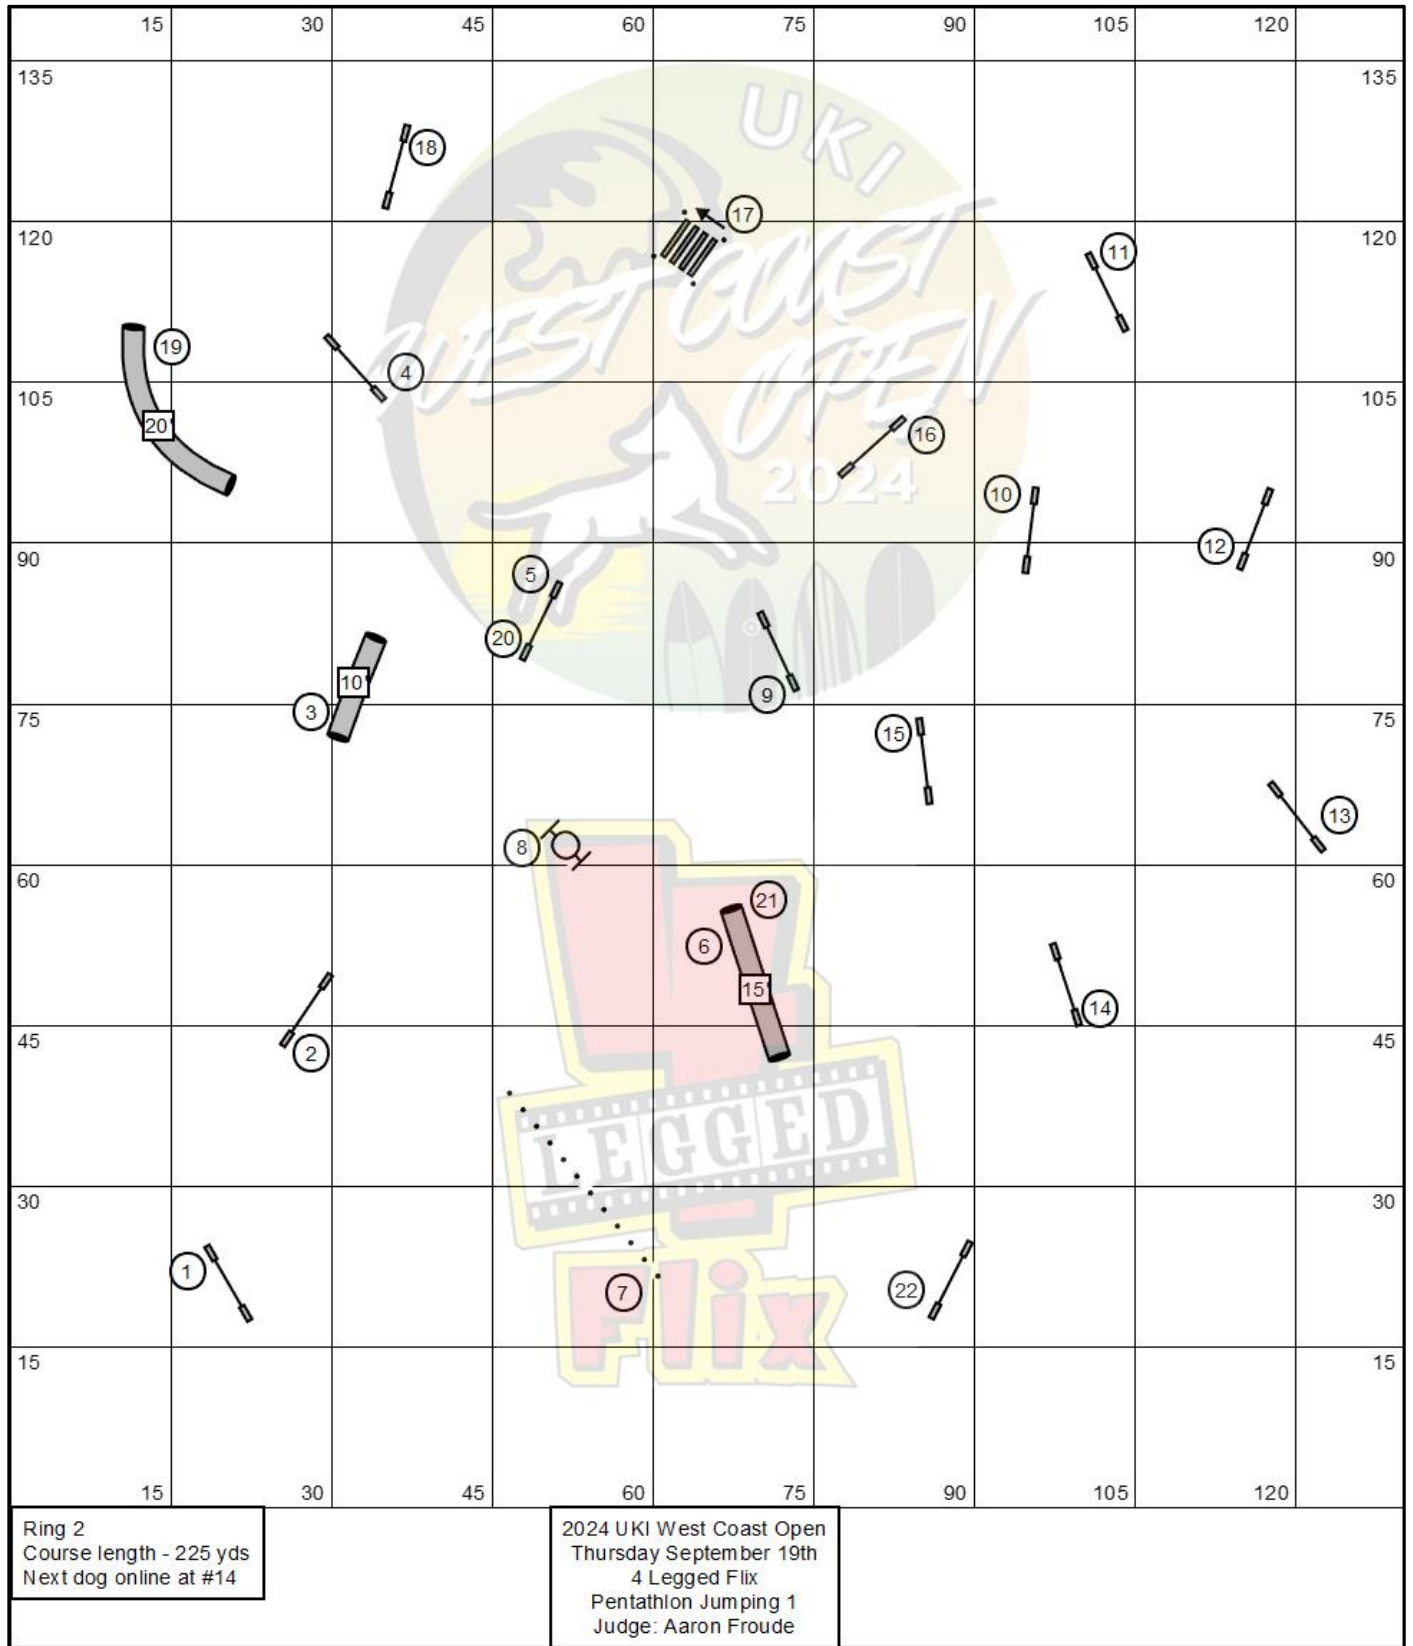 15 30 45 60 75 90 105 120
135 135
18
UKI
17
120 120
11
WEST COAST
19
4
OPEN
105 105
20'
16
2024
10
12
90 90
5
20
10'
9
3
75 75
15
13
8
60 60
21
6
15'
14
45 45
2
LEGGED
30 30
1
7
22
Flix
15 15
15 30 45 60 75 90 105 120
Ring 2
Course length - 225 yds
Next dog online at #14
2024 UKI West Coast Open
Thursday September 19th
4 Legged Flix
Pentathlon Jumping 1
Judge: Aaron Froude